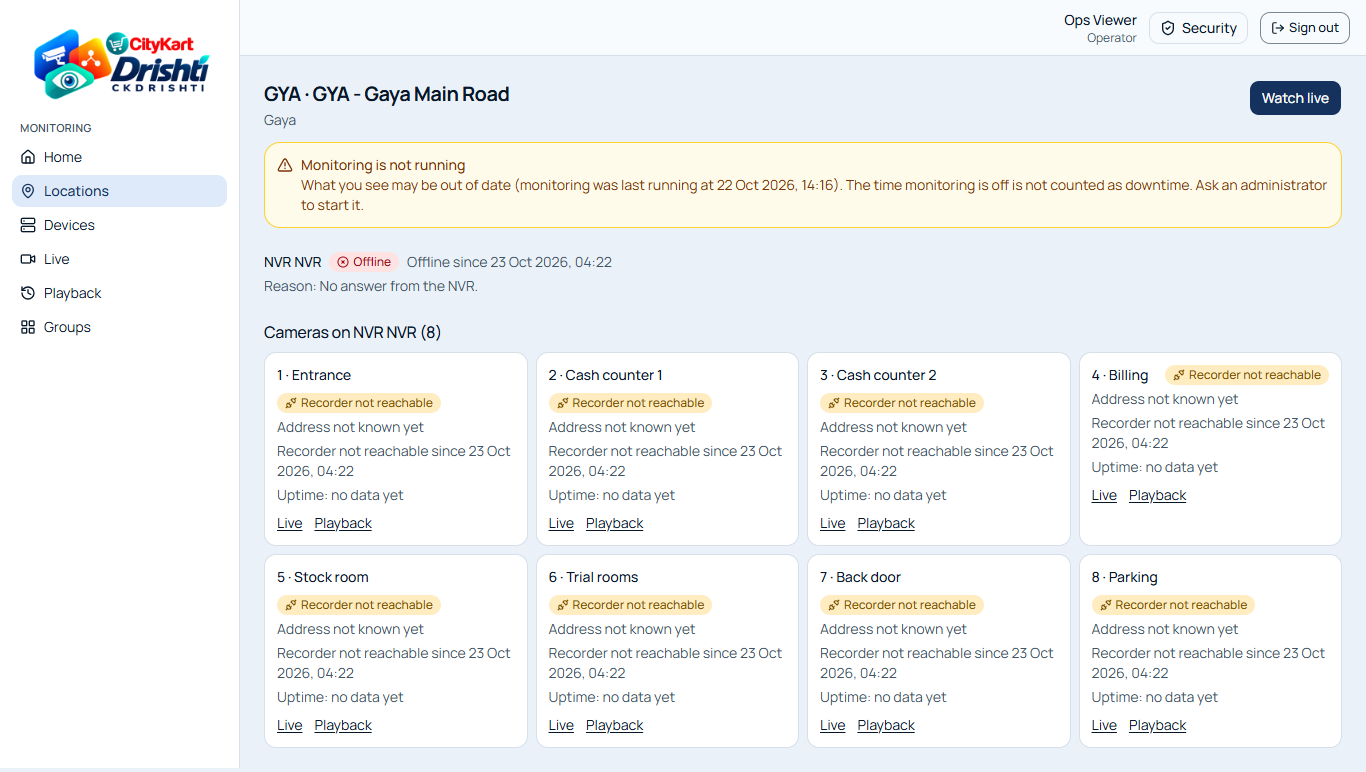 CityKart
Drishti
CKDRISHTI
MONITORING
Home
Locations
Devices
Live
Playback
Groups
Ops Viewer
Operator
Security
Sign out
GYA · GYA - Gaya Main Road
Gaya
Watch live
Monitoring is not running
What you see may be out of date (monitoring was last running at 22 Oct 2026, 14:16). The time monitoring is off is not counted as downtime. Ask an administrator
to start it.
NVR NVR Offline Offline since 23 Oct 2026, 04:22
Reason: No answer from the NVR.
Cameras on NVR NVR (8)
1 · Entrance
Recorder not reachable
Address not known yet
Recorder not reachable since 23 Oct
2026, 04:22
Uptime: no data yet
Live Playback
2 · Cash counter 1
Recorder not reachable
Address not known yet
Recorder not reachable since 23 Oct
2026, 04:22
Uptime: no data yet
Live Playback
3 · Cash counter 2
Recorder not reachable
Address not known yet
Recorder not reachable since 23 Oct
2026, 04:22
Uptime: no data yet
Live Playback
4 · Billing Recorder not reachable
Address not known yet
Recorder not reachable since 23 Oct
2026, 04:22
Uptime: no data yet
Live Playback
5 · Stock room
Recorder not reachable
Address not known yet
Recorder not reachable since 23 Oct
2026, 04:22
Uptime: no data yet
Live Playback
6 · Trial rooms
Recorder not reachable
Address not known yet
Recorder not reachable since 23 Oct
2026, 04:22
Uptime: no data yet
Live Playback
7 · Back door
Recorder not reachable
Address not known yet
Recorder not reachable since 23 Oct
2026, 04:22
Uptime: no data yet
Live Playback
8 · Parking
Recorder not reachable
Address not known yet
Recorder not reachable since 23 Oct
2026, 04:22
Uptime: no data yet
Live Playback